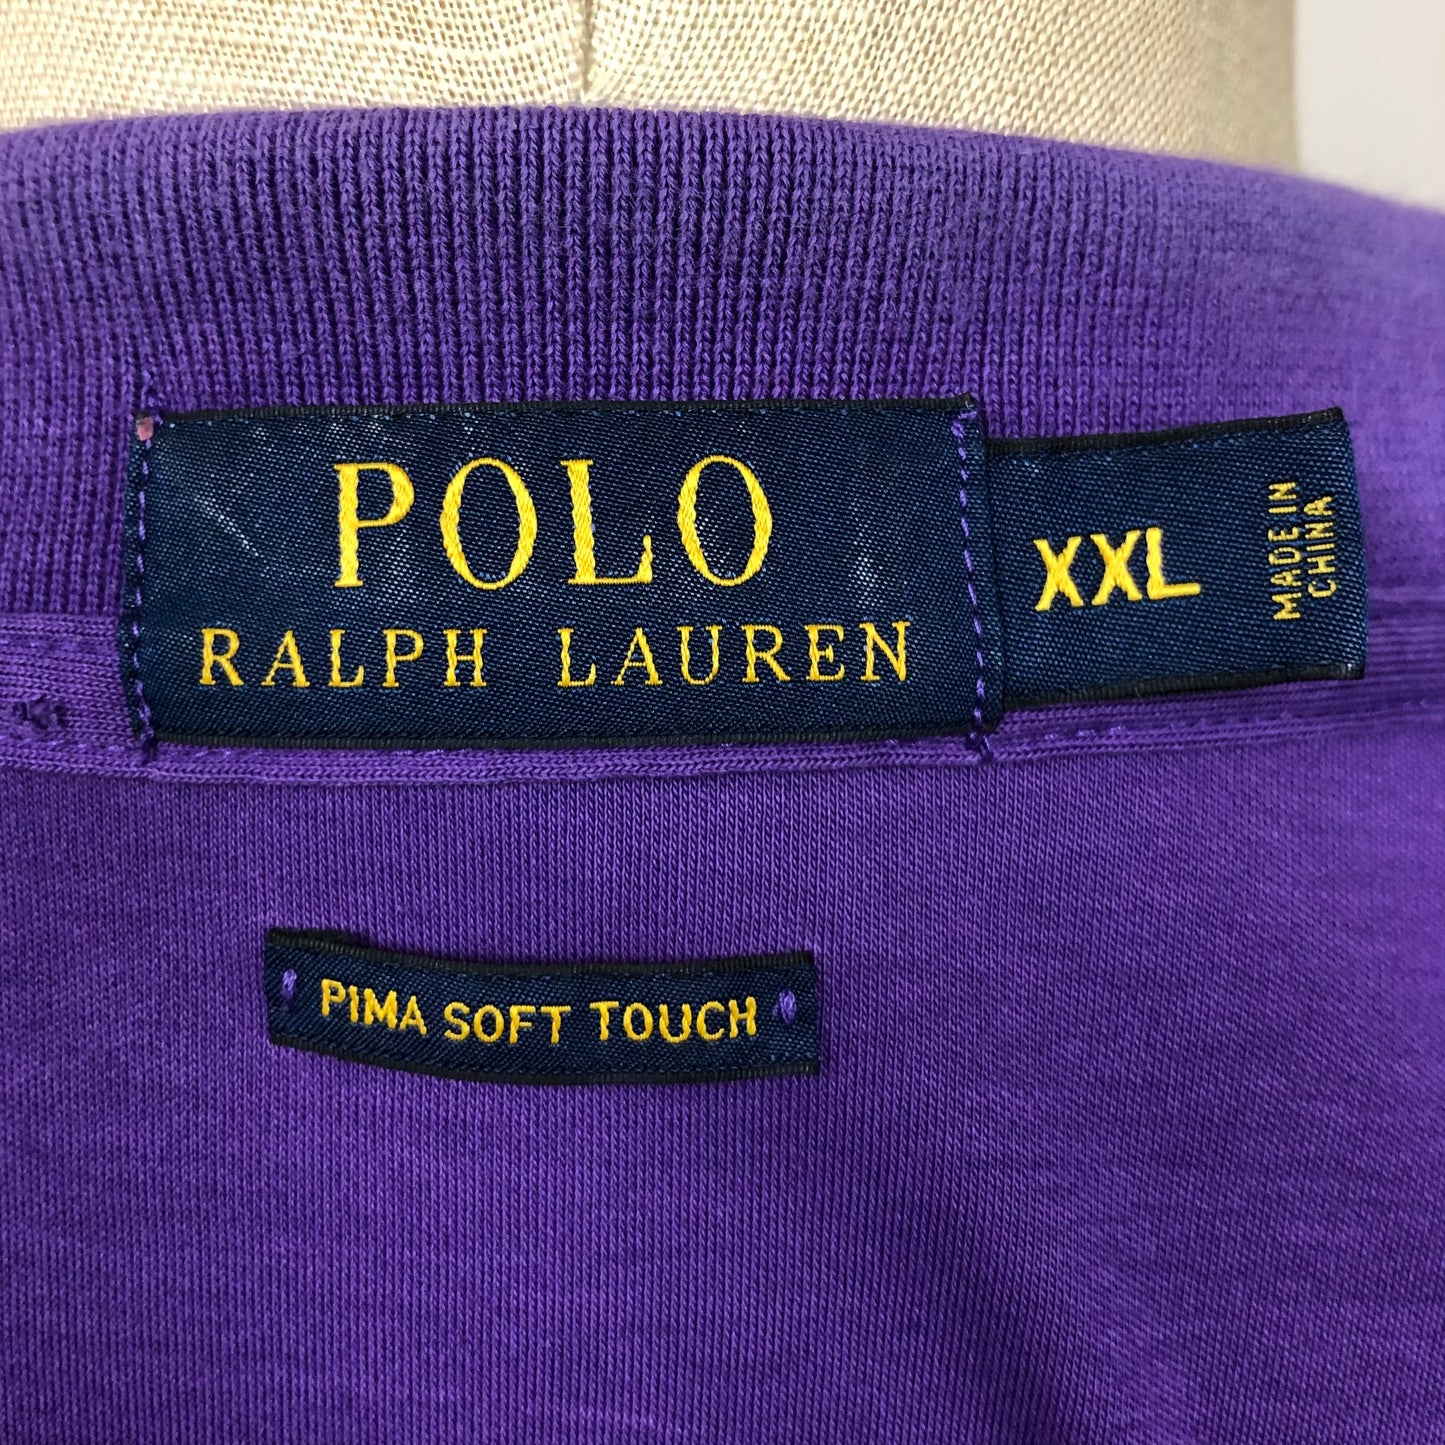 POLO
RALPH LAUREN
XXL
MADE IN
CHINA
PIMA SOFT TOUCH